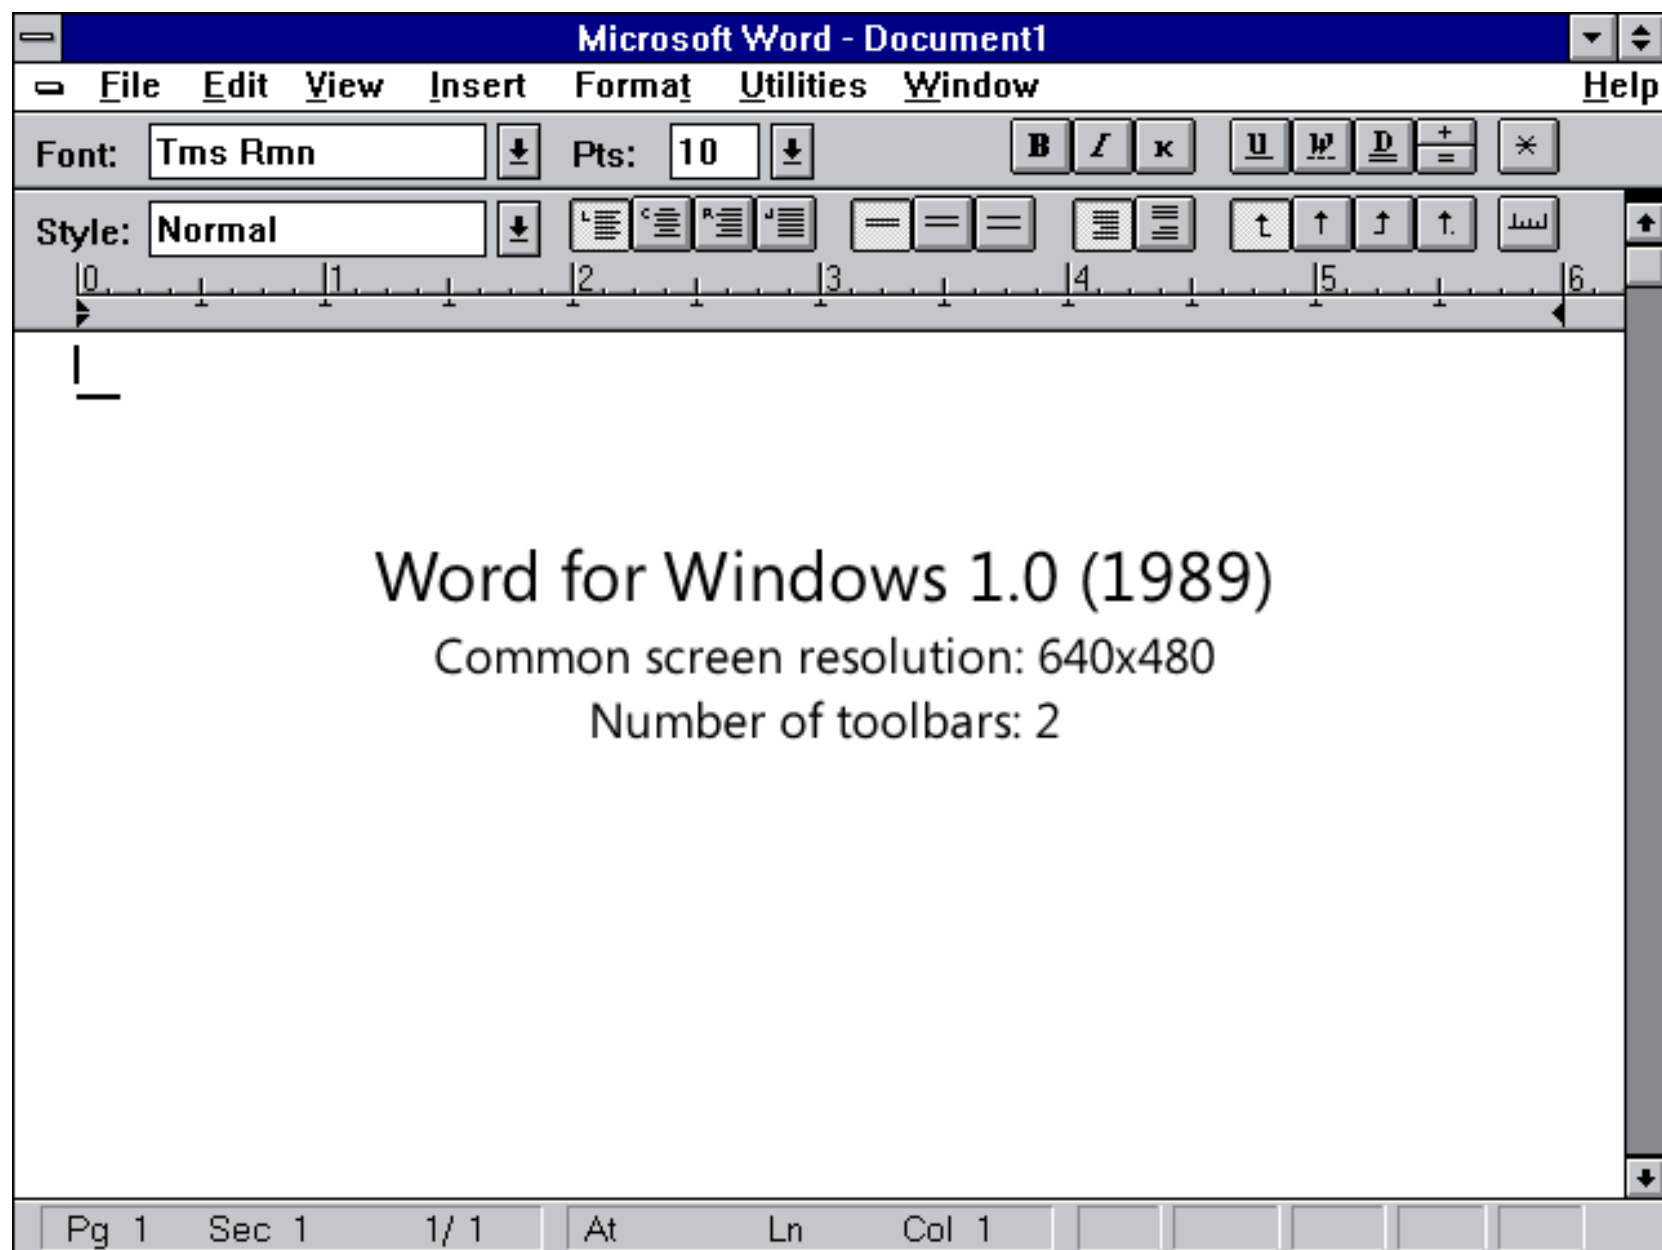 Microsoft Word - Document1
File Edit View Insert Format Utilities Window Help
Font: Tms Rmn Pts: 10 B I K U W D + = *
Style: Normal L C R J
0 1 2 3 4 5 6
Word for Windows 1.0 (1989)
Common screen resolution: 640x480
Number of toolbars: 2
Pg 1 Sec 1 1/ 1 At Ln Col 1